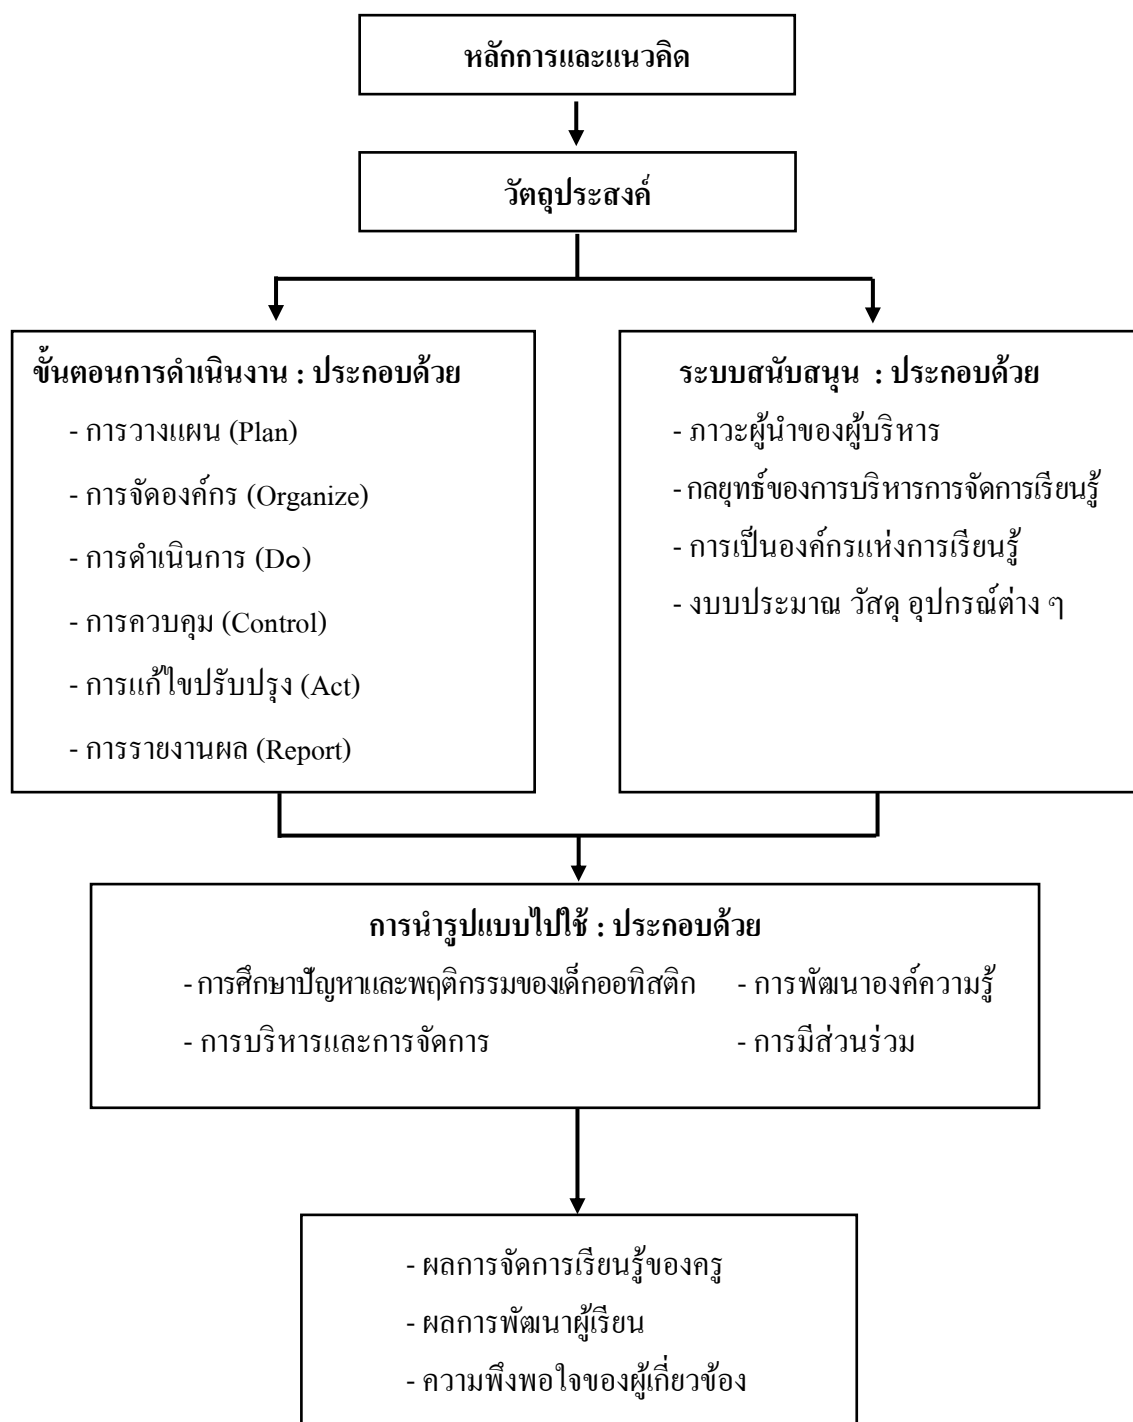 หลักการและแนวคิด
วัตถุประสงค์
ขั้นตอนการดำเนินงาน : ประกอบด้วย
- การวางแผน (Plan)
- การจัดองค์กร (Organize)
- การดำเนินการ (Do)
- การควบคุม (Control)
- การแก้ไขปรับปรุง (Act)
- การรายงานผล (Report)
ระบบสนับสนุน : ประกอบด้วย
- ภาวะผู้นำของผู้บริหาร
- กลยุทธ์ของการบริหารการจัดการเรียนรู้
- การเป็นองค์กรแห่งการเรียนรู้
- งบบประมาณ วัสดุ อุปกรณ์ต่าง ๆ
การนำรูปแบบไปใช้ : ประกอบด้วย
- การศึกษาปัญหาและพฤติกรรมของเด็กออทิสติก - การพัฒนาองค์ความรู้
- การบริหารและการจัดการ - การมีส่วนร่วม
- ผลการจัดการเรียนรู้ของครู
- ผลการพัฒนาผู้เรียน
- ความพึงพอใจของผู้เกี่ยวข้อง